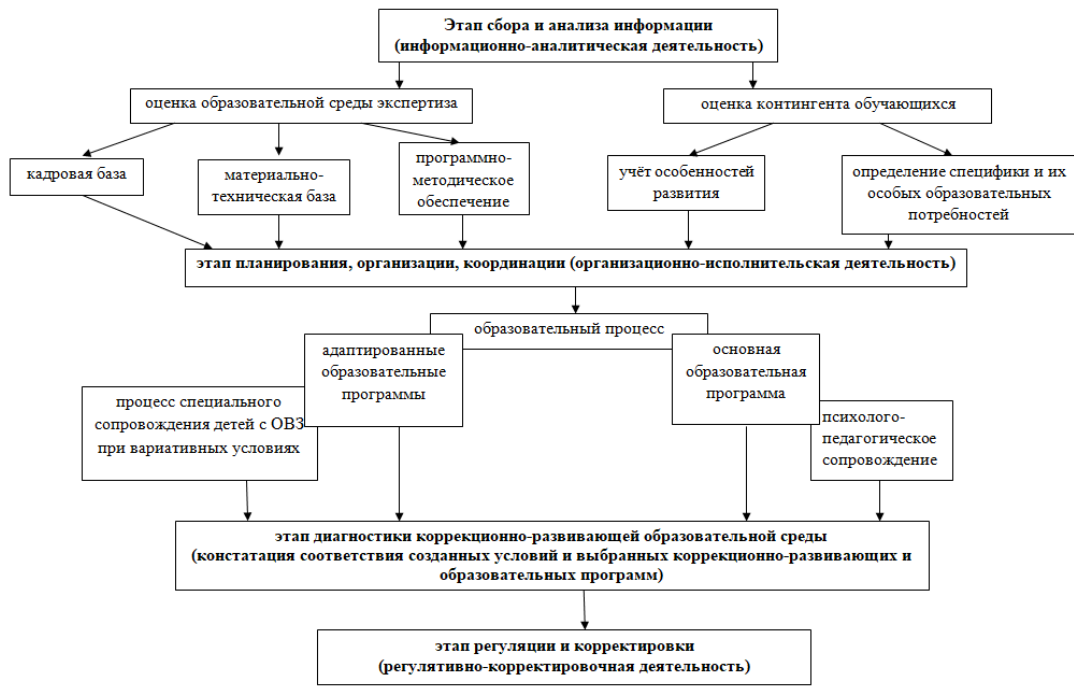 Этап сбора и анализа информации
(информационно-аналитическая деятельность)
оценка образовательной среды экспертиза
оценка контингента обучающихся
кадровая база
материально-
техническая база
программно-
методическое
обеспечение
учёт особенностей
развития
определение специфики и их
особых образовательных
потребностей
этап планирования, организации, координации (организационно-исполнительская деятельность)
образовательный процесс
адаптированные
образовательные
программы
основная
образовательная
программа
процесс специального
сопровождения детей с ОВЗ
при вариативных условиях
психолого-
педагогическое
сопровождение
этап диагностики коррекционно-развивающей образовательной среды
(констатация соответствия созданных условий и выбранных коррекционно-развивающих и
образовательных программ)
этап регуляции и корректировки
(регулятивно-корректировочная деятельность)